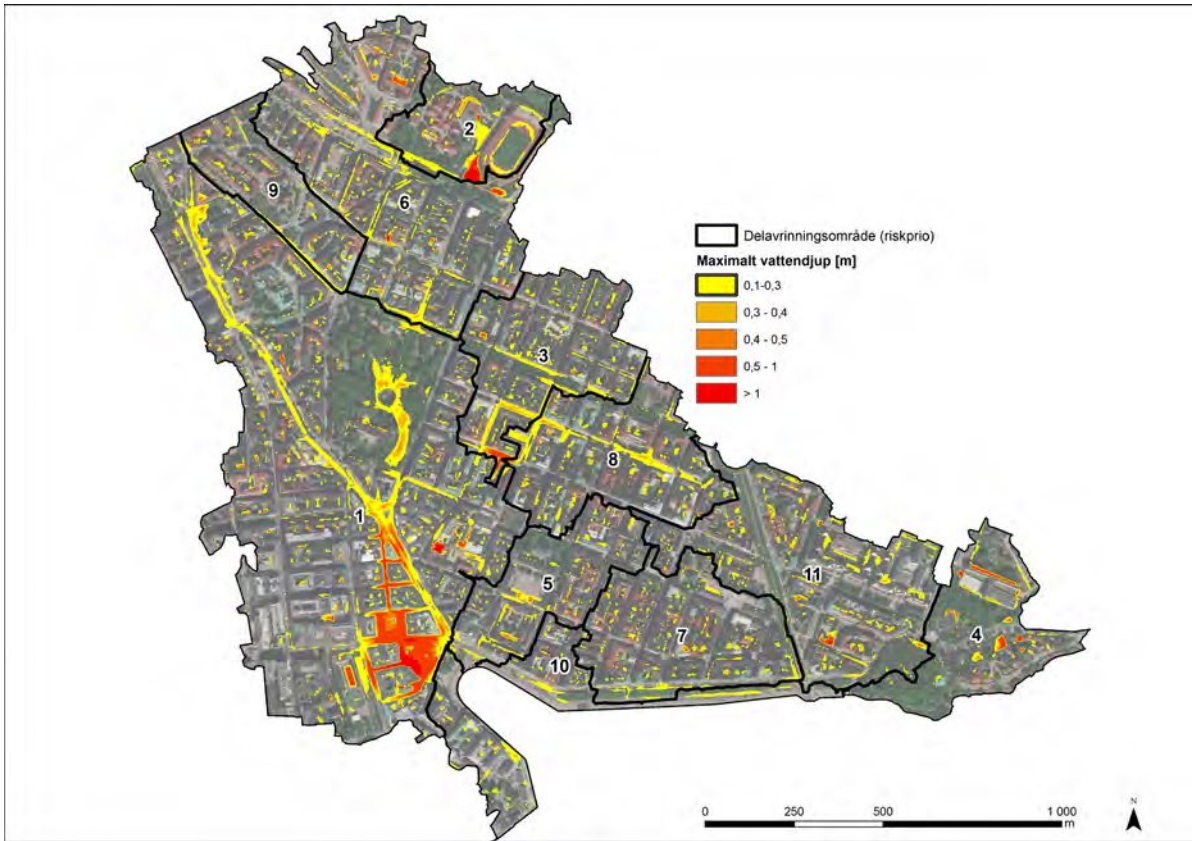 2
9
6
Delavrinningsområde (riskprio)
Maximalt vattendjup [m]
0,1-0,3
0,3 - 0,4
0,4 - 0,5
0,5 - 1
> 1
3
8
1
11
5
7
4
10
N
0 250 500 1 000
m